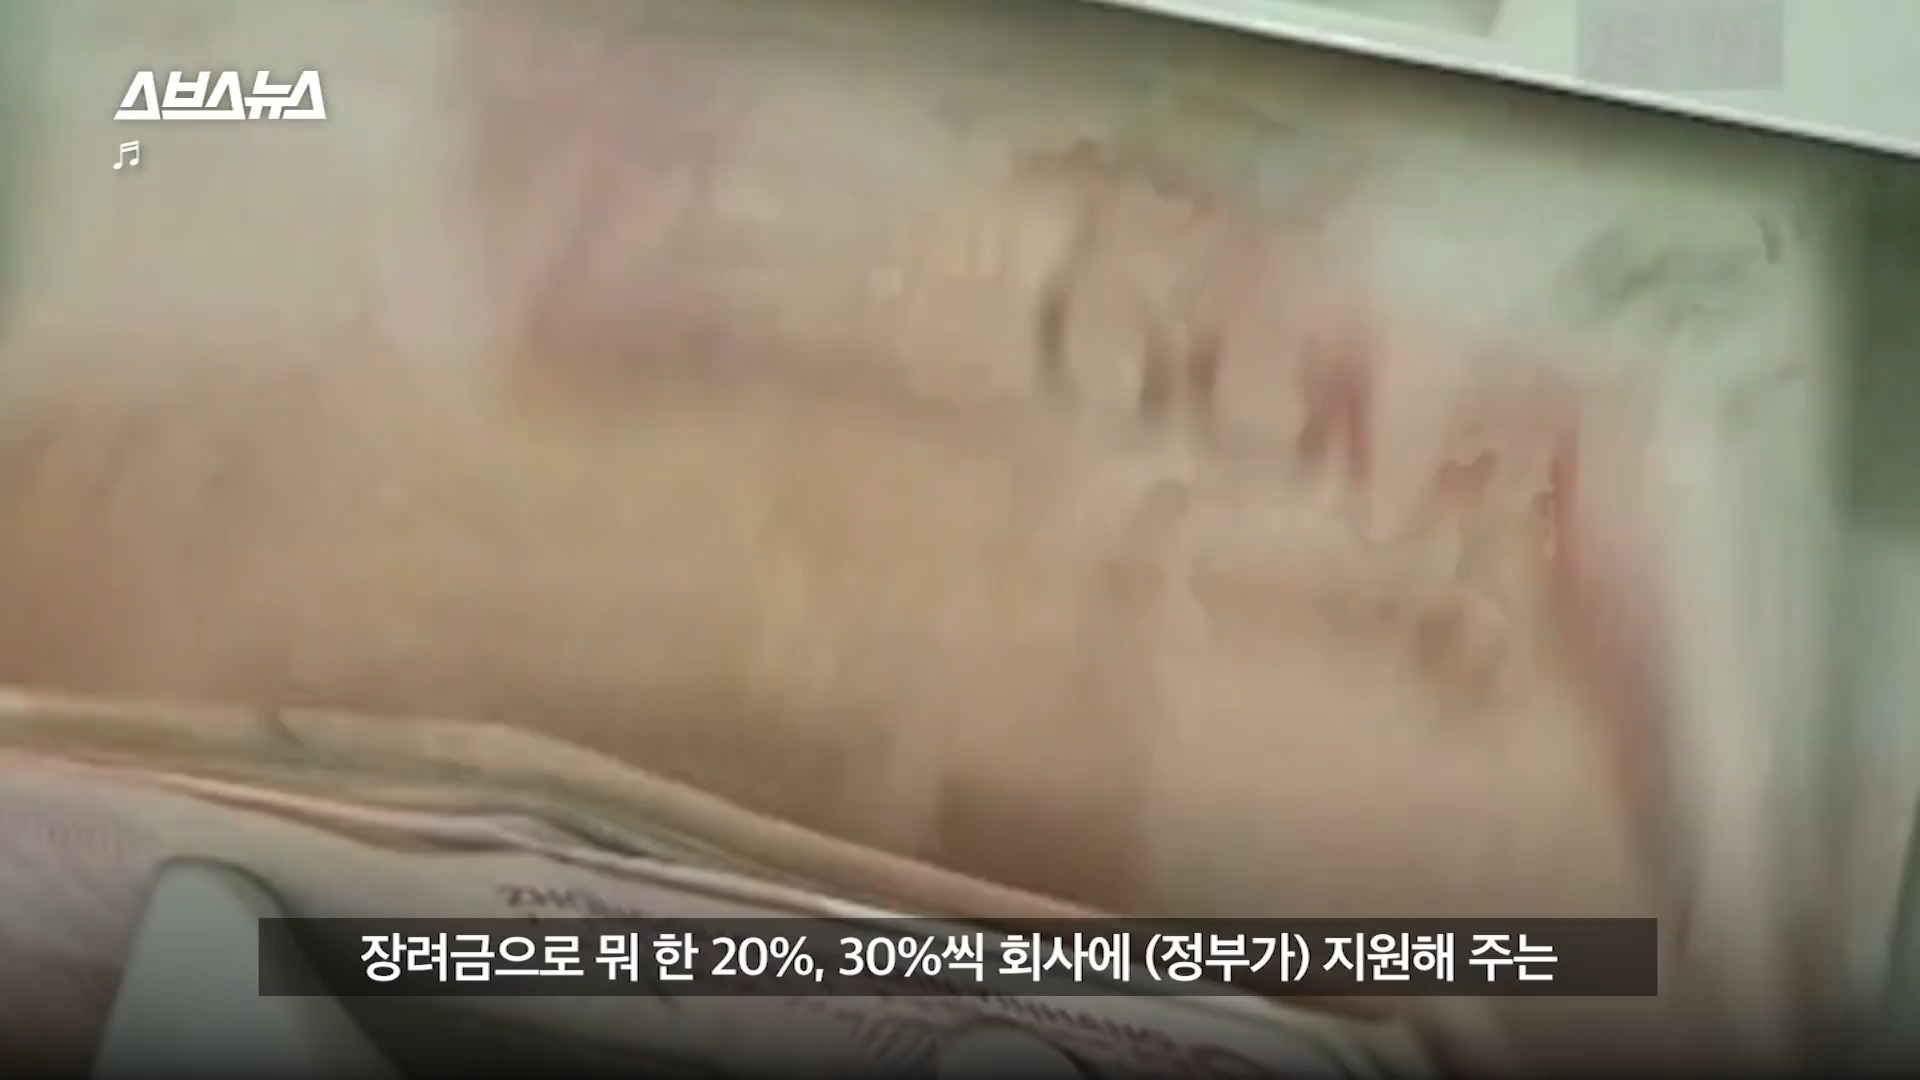 스브스뉴스
장려금으로 뭐 한 20%, 30%씩 회사에 (정부가) 지원해 주는